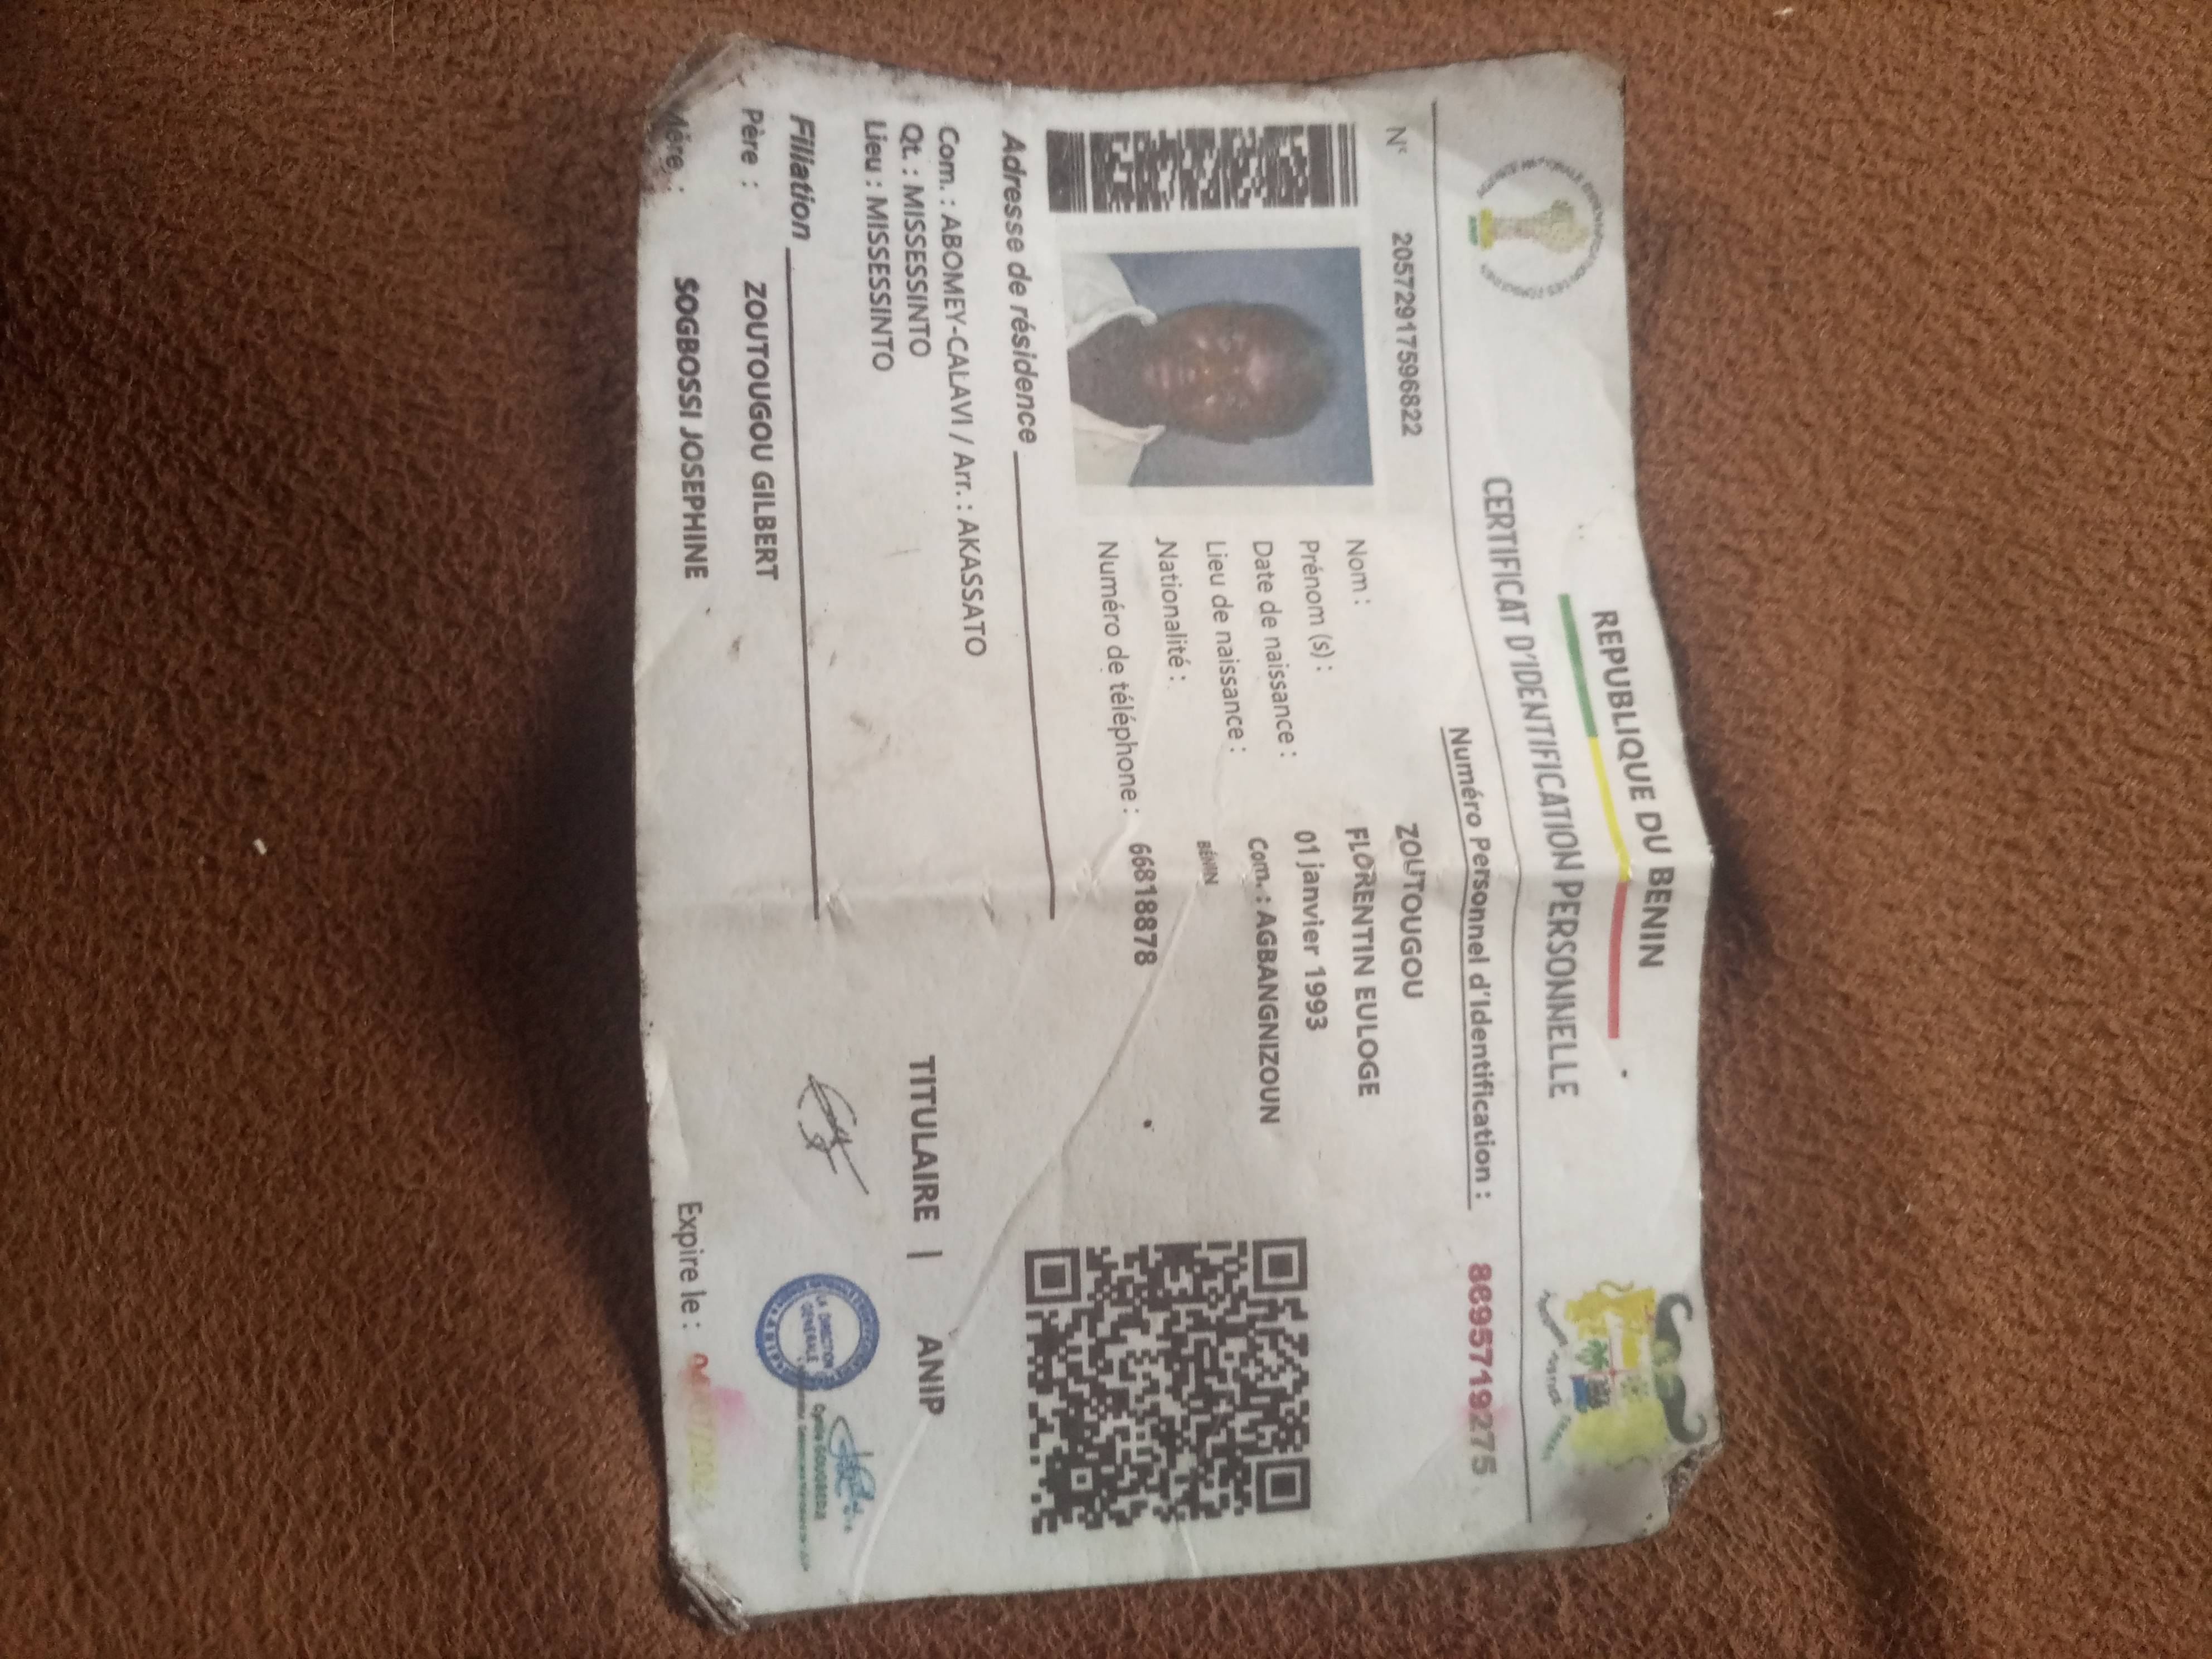 REPUBLIQUE DU BENIN
CERTIFICAT D'IDENTIFICATION PERSONNELLE
Numéro Personnel d'Identification : 8695719275
N° 20572917596822
Nom : ZOUTOUGOU
Prénom (s) : FLORENTIN EULOGE
Date de naissance : 01 janvier 1993
Lieu de naissance : Com. : AGBANGNIZOUN
Nationalité : BÉNIN
Numéro de téléphone : 66818878
Adresse de résidence
Com. : ABOMEY-CALAVI / Arr. : AKASSATO
Qt. : MISSESSINTO
Lieu : MISSESSINTO
TITULAIRE | ANIP
Filiation
Père : ZOUTOUGOU GILBERT
Mère : SOGBOSSI JOSEPHINE
LA DIRECTION GENERALE
Expire le :